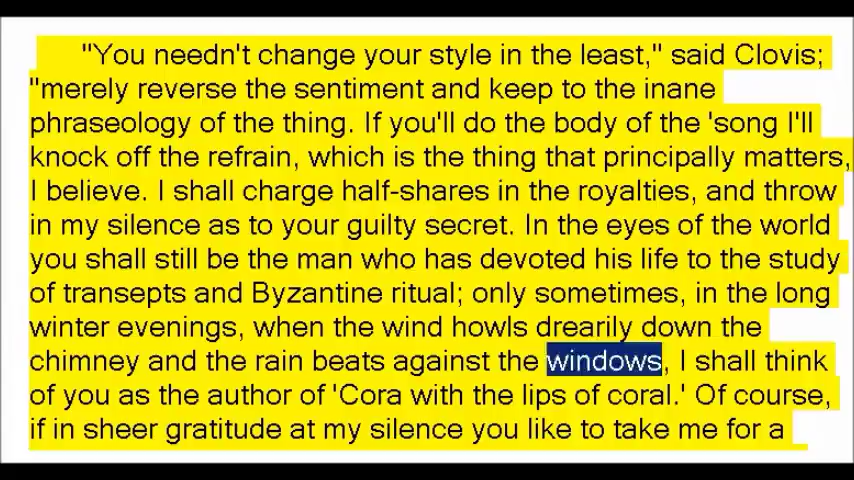 "You needn't change your style in the least," said Clovis;
"merely reverse the sentiment and keep to the inane
phraseology of the thing. If you'll do the body of the 'song I'll
knock off the refrain, which is the thing that principally matters,
I believe. I shall charge half-shares in the royalties, and throw
in my silence as to your guilty secret. In the eyes of the world
you shall still be the man who has devoted his life to the study
of transepts and Byzantine ritual; only sometimes, in the long
winter evenings, when the wind howls drearily down the
chimney and the rain beats against the windows, I shall think
of you as the author of 'Cora with the lips of coral.' Of course,
if in sheer gratitude at my silence you like to take me for a